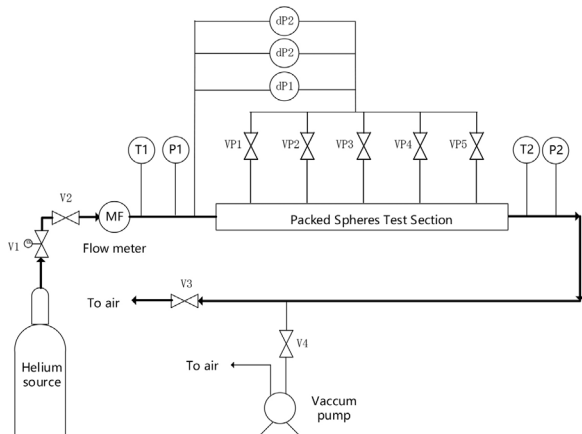 dP2
dP2
dP1
VP1
VP2
VP3
VP4
VP5
T1
P1
T2
P2
V2
MF
Packed Spheres Test Section
V1
Flow meter
V3
To air
V4
To air
Helium
source
Vaccum
pump